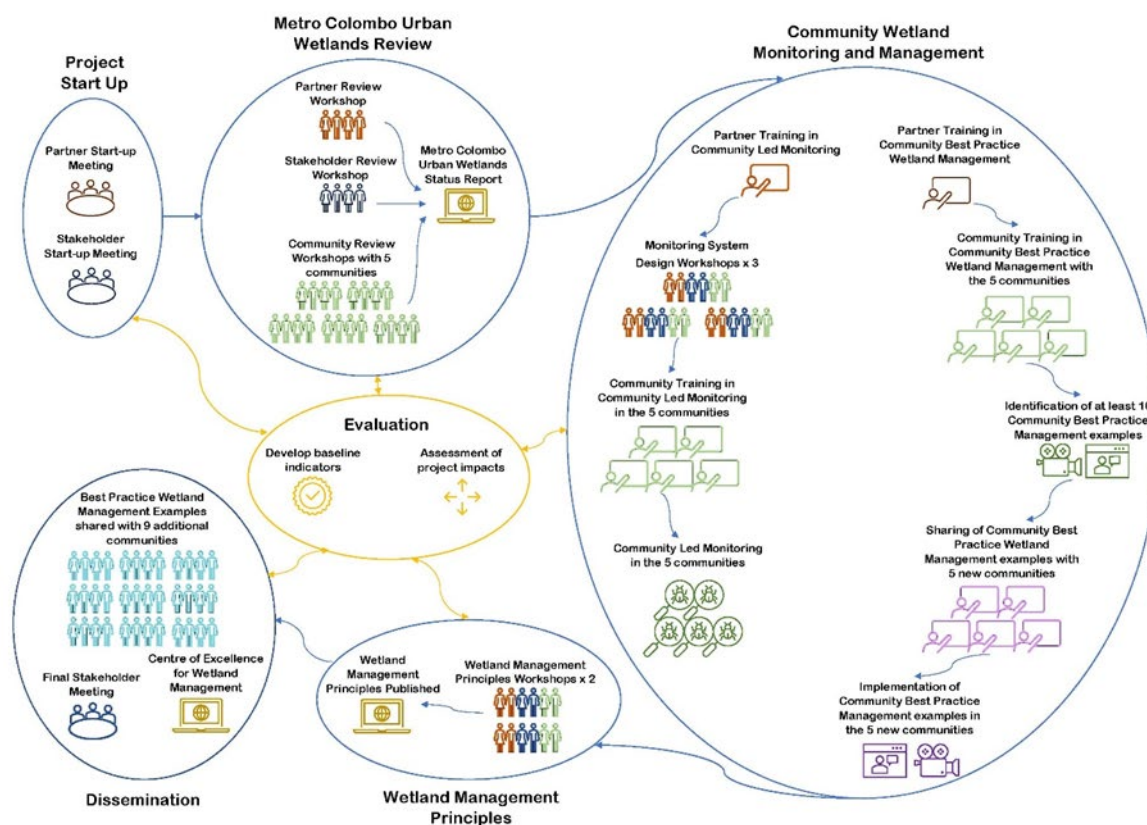 Project
Start Up
Partner Start-up
Meeting
Stakeholder
Start-up Meeting
Metro Colombo Urban
Wetlands Review
Partner Review
Workshop
Stakeholder Review
Workshop
Community Review
Workshops with 5
communities
Metro Colombo
Urban Wetlands
Status Report
Community Wetland
Monitoring and Management
Partner Training in
Community Led Monitoring
Monitoring System
Design Workshops x 3
Community Training in
Community Led Monitoring
in the 5 communities
Community Led Monitoring
in the 5 communities
Partner Training in
Community Best Practice
Wetland Management
Community Training in
Community Best Practice
Wetland Management with
the 5 communities
Identification of at least 10
Community Best Practice
Management examples
Sharing of Community Best
Practice Wetland
Management examples with
5 new communities
Implementation of
Community Best Practice
Management examples in
the 5 new communities
Evaluation
Develop baseline
indicators
Assessment of
project impacts
Best Practice Wetland
Management Examples
shared with 9 additional
communities
Final Stakeholder
Meeting
Centre of Excellence
for Wetland
Management
Dissemination
Wetland
Management
Principles Published
Wetland Management
Principles Workshops x 2
Wetland Management
Principles